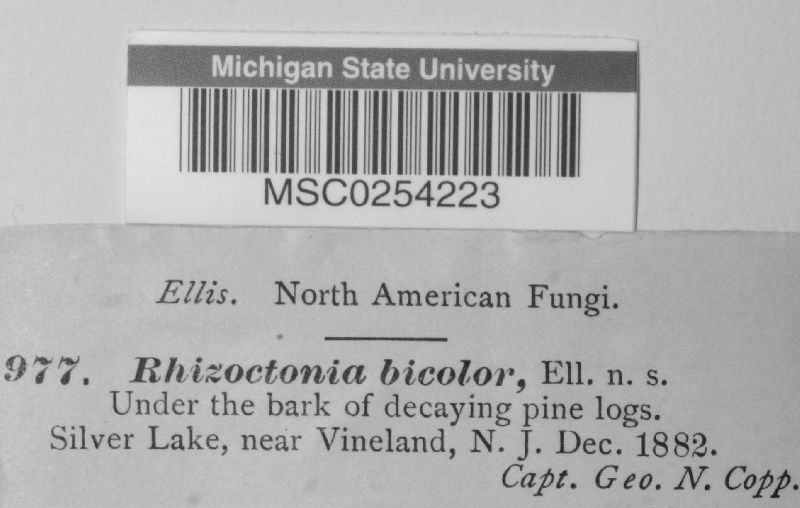 Michigan State University
MSC0254223
Ellis. North American Fungi.
977. Rhizoctonia bicolor, Ell. n. s.
Under the bark of decaying pine logs.
Silver Lake, near Vineland, N. J. Dec. 1882.
Capt. Geo. N. Copp.